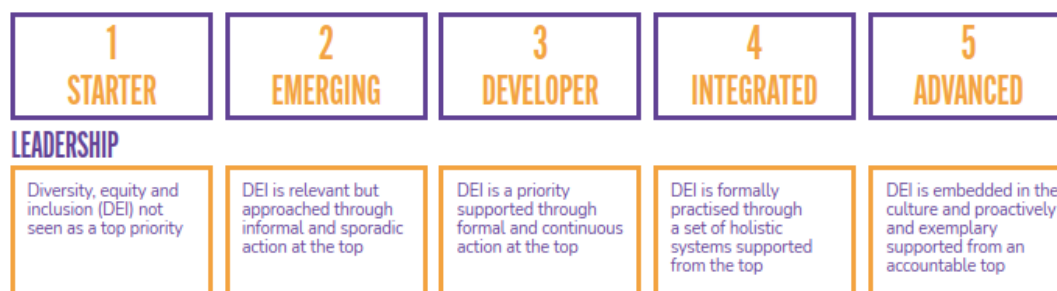 1
STARTER
2
EMERGING
3
DEVELOPER
4
INTEGRATED
5
ADVANCED
LEADERSHIP
Diversity, equity and
inclusion (DEI) not
seen as a top priority
DEI is relevant but
approached through
informal and sporadic
action at the top
DEI is a priority
supported through
formal and continuous
action at the top
DEI is formally
practised through
a set of holistic
systems supported
from the top
DEI is embedded in the
culture and proactively
and exemplary
supported from an
accountable top